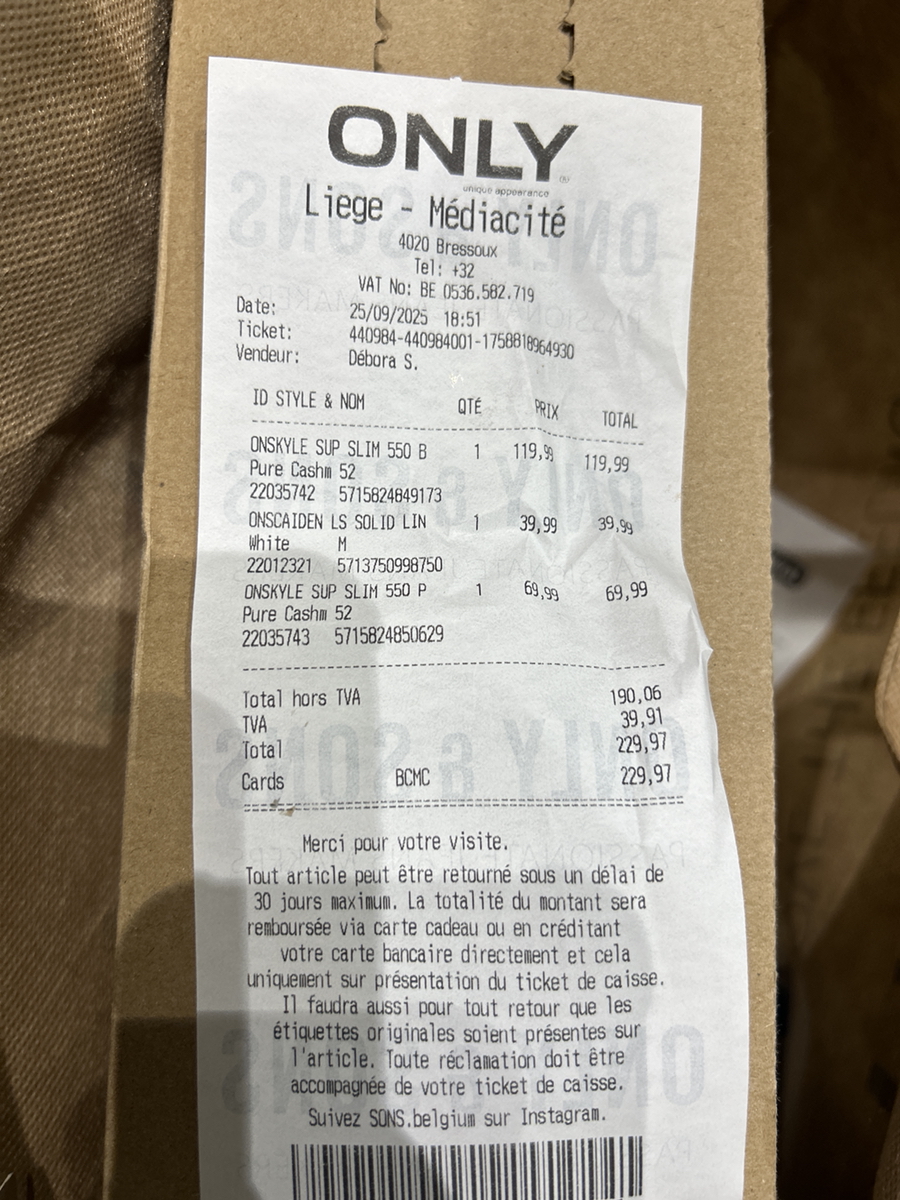 ONLY
unique appearance
Liege - Médiacité
4020 Bressoux
Tel: +32
VAT No: BE 0536.582.719
Date: 25/09/2025 18:51
Ticket: 440984-440984001-1758818964930
Vendeur: Débora S.
ID STYLE & NOM QTÉ PRIX TOTAL
ONSKYLE SUP SLIM 550 B 1 119,99 119,99
Pure Cashm 52
22035742 5715824849173
ONSCAIDEN LS SOLID LIN 1 39,99 39,99
White M
22012321 5713750998750
ONSKYLE SUP SLIM 550 P 1 69,99 69,99
Pure Cashm 52
22035743 5715824850629
Total hors TVA 190,06
TVA 39,91
Total 229,97
Cards BCMC 229,97
Merci pour votre visite.
Tout article peut être retourné sous un délai de
30 jours maximum. La totalité du montant sera
remboursée via carte cadeau ou en créditant
votre carte bancaire directement et cela
uniquement sur présentation du ticket de caisse.
Il faudra aussi pour tout retour que les
étiquettes originales soient présentes sur
l'article. Toute réclamation doit être
accompagnée de votre ticket de caisse.
Suivez SONS.belgium sur Instagram.